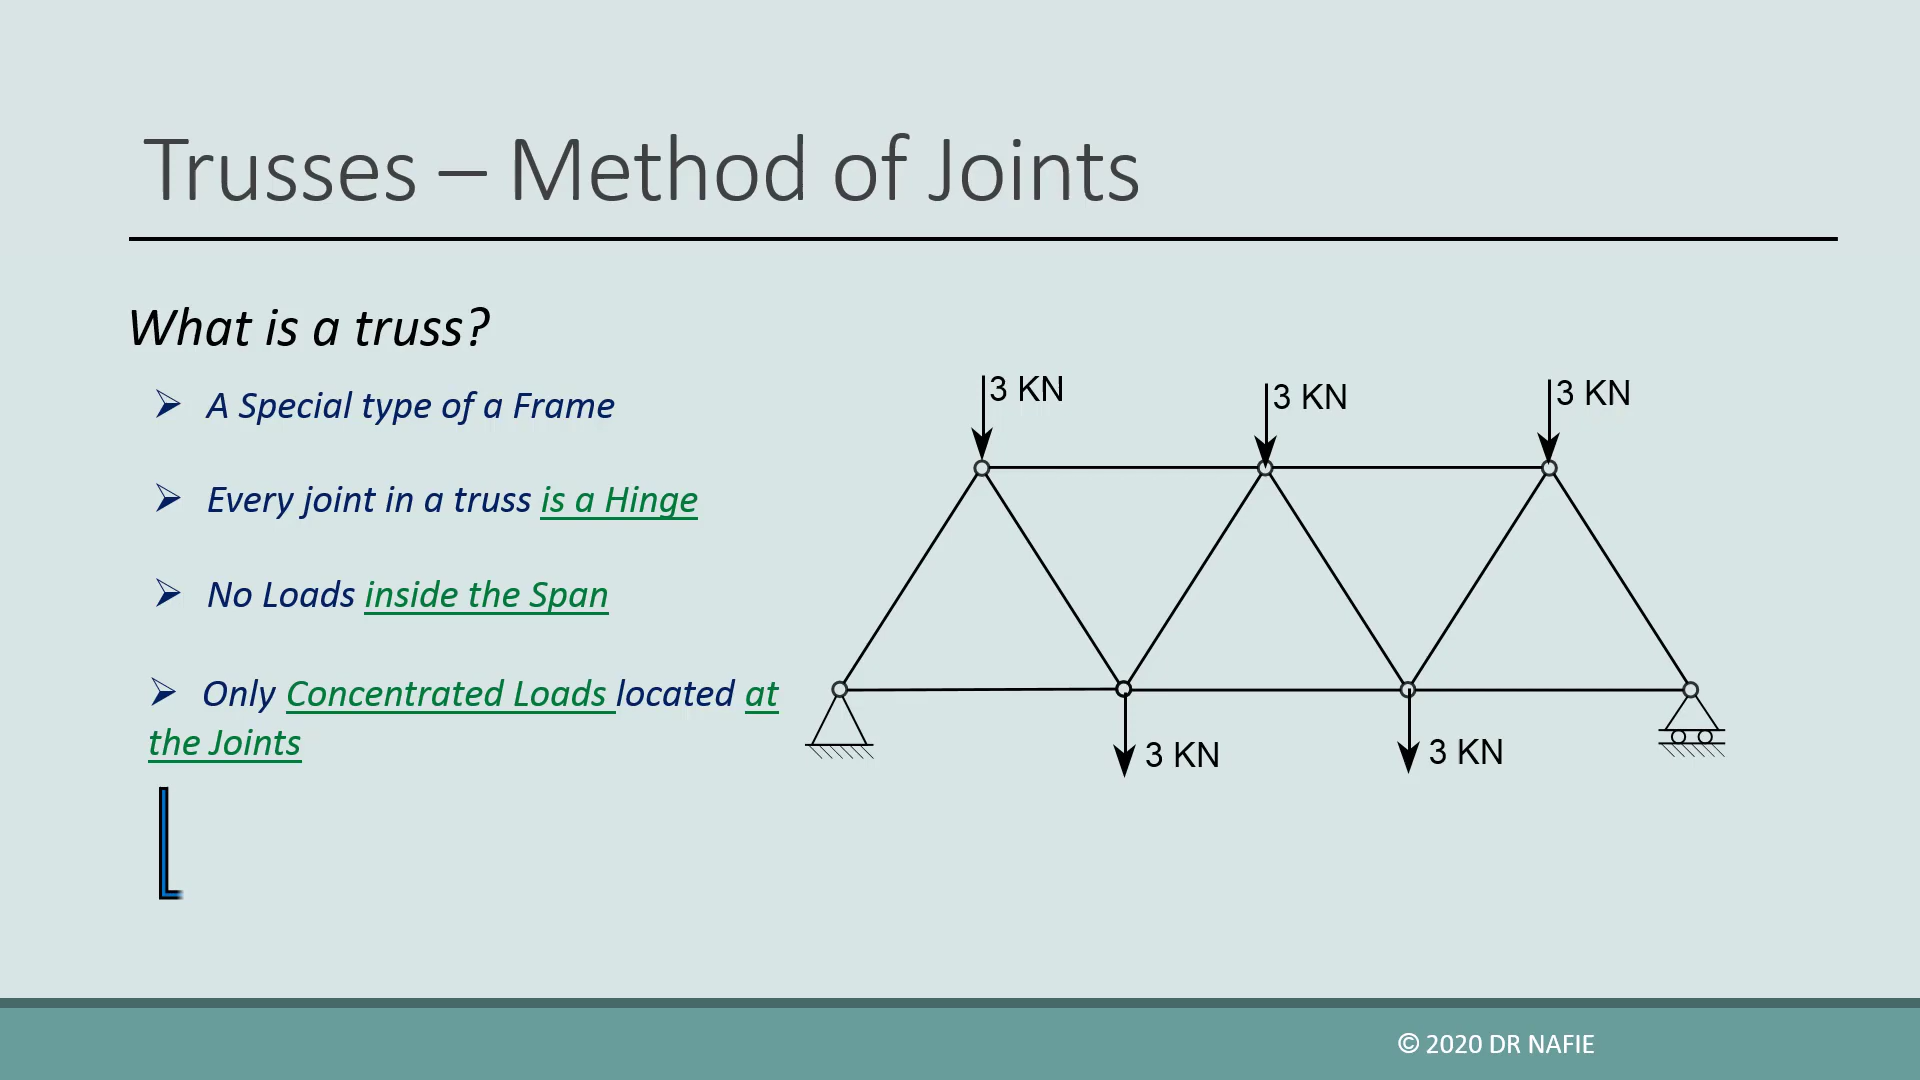 Trusses – Method of Joints
What is a truss?
➢ A Special type of a Frame
➢ Every joint in a truss is a Hinge
➢ No Loads inside the Span
➢ Only Concentrated Loads located at
the Joints
3 KN
3 KN
3 KN
3 KN
3 KN
© 2020 DR NAFIE